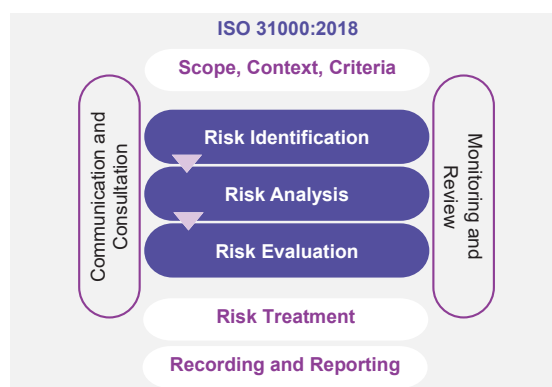 ISO 31000:2018
Scope, Context, Criteria
Communication and
Consultation
Risk Identification
Risk Analysis
Risk Evaluation
Monitoring and
Review
Risk Treatment
Recording and Reporting